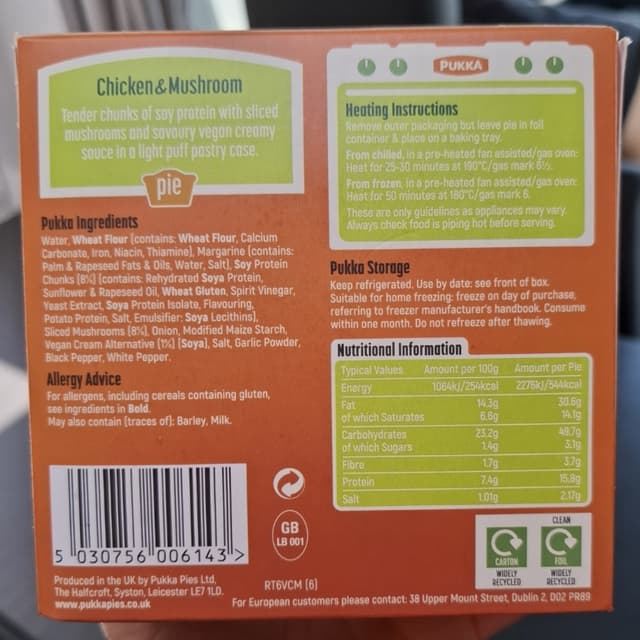 Chicken & Mushroom
Tender chunks of soy protein with sliced
mushrooms and savoury vegan creamy
sauce in a light puff pastry case.
pie
Pukka Ingredients
Water, Wheat Flour (contains: Wheat Flour, Calcium
Carbonate, Iron, Niacin, Thiamine), Margarine (contains:
Palm & Rapeseed Fats & Oils, Water, Salt), Soy Protein
Chunks (8%) (contains: Rehydrated Soya Protein,
Sunflower & Rapeseed Oil, Wheat Gluten, Spirit Vinegar,
Yeast Extract, Soya Protein Isolate, Flavouring,
Potato Protein, Salt, Emulsifier: Soya Lecithins),
Sliced Mushrooms (8%), Onion, Modified Maize Starch,
Vegan Cream Alternative (1%) (Soya), Salt, Garlic Powder,
Black Pepper, White Pepper.
Allergy Advice
For allergens, including cereals containing gluten,
see ingredients in Bold.
May also contain (traces of): Barley, Milk.
5 030756 006143 >
GB
LB 001
Produced in the UK by Pukka Pies Ltd,
The Halfcroft, Syston, Leicester LE7 1LD.
www.pukkapies.co.uk
RT6VCM (6)
PUKKA
Heating Instructions
Remove outer packaging but leave pie in foil
container & place on a baking tray.
From chilled, in a pre-heated fan assisted/gas oven:
Heat for 25-30 minutes at 190°C/gas mark 6½.
From frozen, in a pre-heated fan assisted/gas oven:
Heat for 50 minutes at 180°C/gas mark 6.
These are only guidelines as appliances may vary.
Always check food is piping hot before serving.
Pukka Storage
Keep refrigerated. Use by date: see front of box.
Suitable for home freezing: freeze on day of purchase,
referring to freezer manufacturer's handbook. Consume
within one month. Do not refreeze after thawing.
Nutritional Information
Typical Values Amount per 100g Amount per Pie
Energy 1064kJ/254kcal 2276kJ/544kcal
Fat 14.3g 30.6g
of which Saturates 6.6g 14.1g
Carbohydrates 23.2g 49.7g
of which Sugars 1.4g 3.1g
Fibre 1.7g 3.7g
Protein 7.4g 15.8g
Salt 1.01g 2.17g
CLEAN
CARTON FOIL
WIDELY RECYCLED WIDELY RECYCLED
For European customers please contact: 38 Upper Mount Street, Dublin 2, D02 PR89